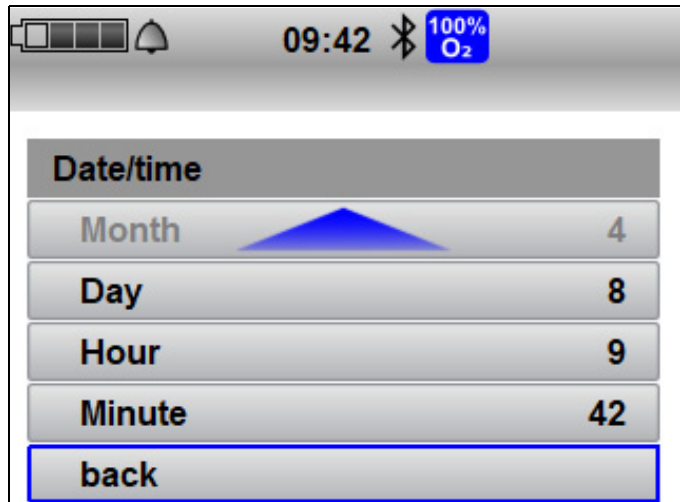 09:42 100% O₂
Date/time
Month 4
Day 8
Hour 9
Minute 42
back